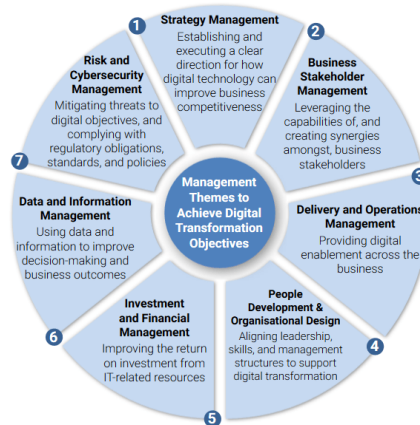 Management
Themes to
Achieve Digital
Transformation
Objectives
1
Strategy Management
Establishing and
executing a clear
direction for how
digital technology can
improve business
competitiveness
2
Business
Stakeholder
Management
Leveraging the
capabilities of, and
creating synergies
amongst, business
stakeholders
3
Delivery and Operations
Management
Providing digital
enablement across the
business
4
People
Development &
Organisational Design
Aligning leadership,
skills, and management
structures to support
digital transformation
5
Investment
and Financial
Management
Improving the return
on investment from
IT-related resources
6
Data and Information
Management
Using data and
information to improve
decision-making and
business outcomes
7
Risk and
Cybersecurity
Management
Mitigating threats to
digital objectives, and
complying with
regulatory obligations,
standards, and policies